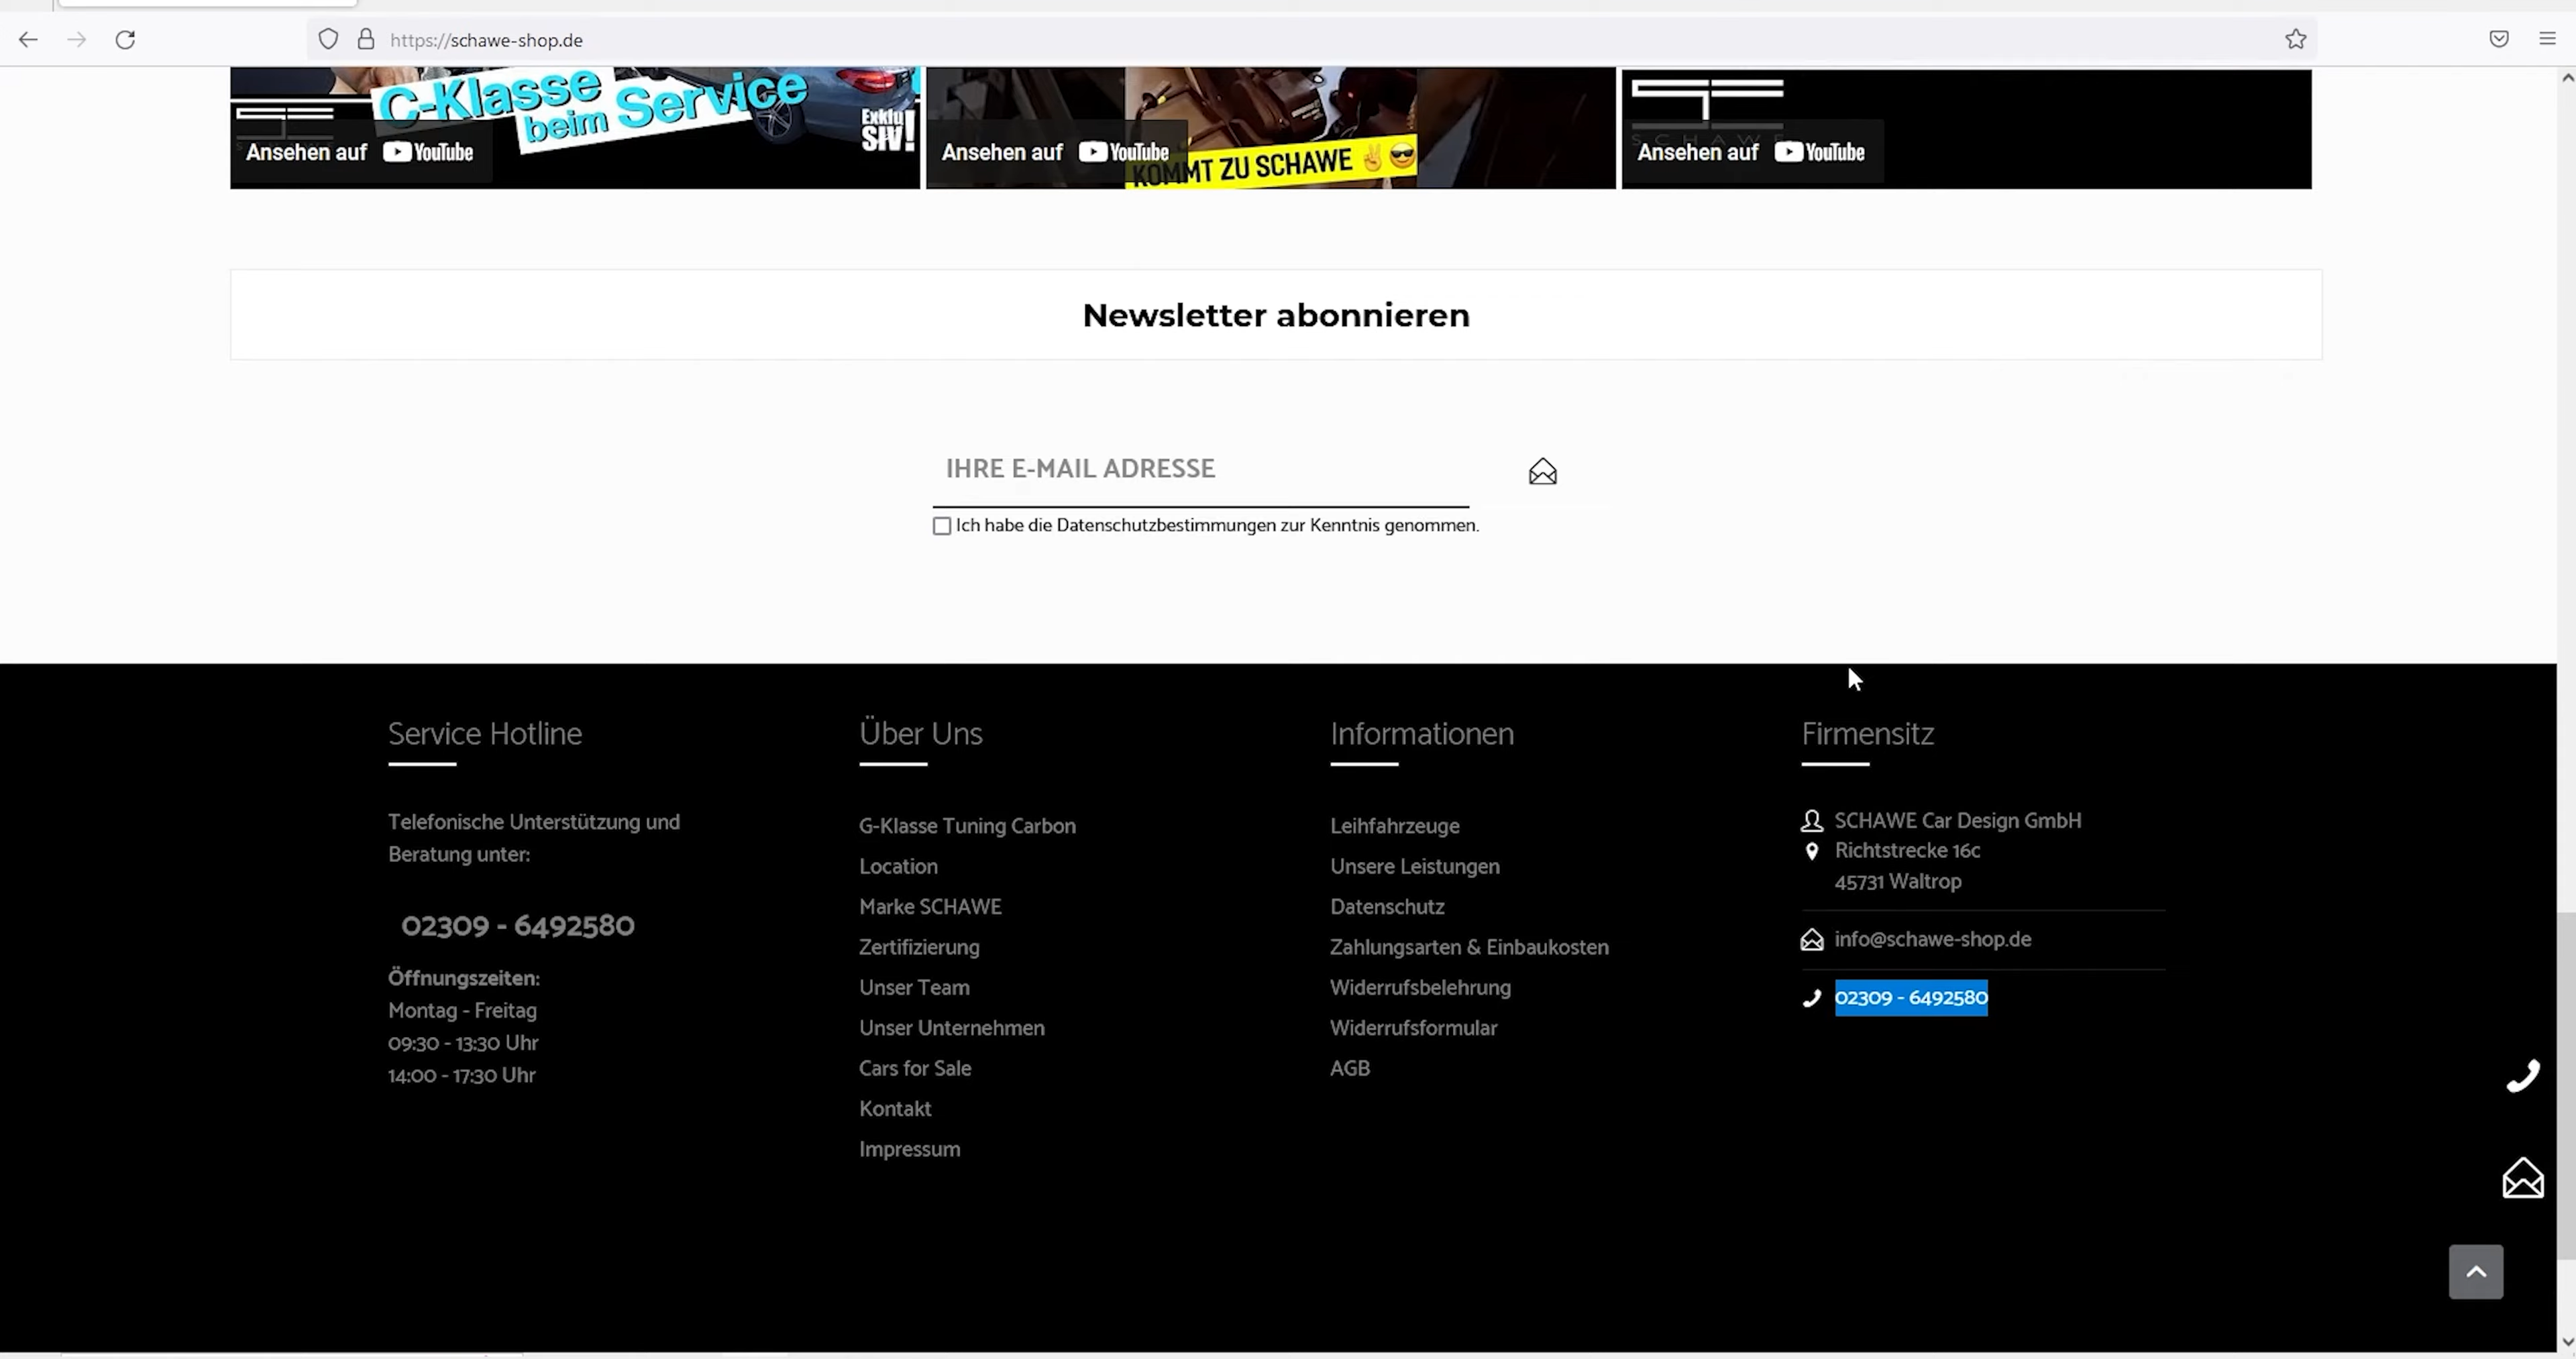 https://schawe-shop.de
C-Klasse
beim Service
Exklu
SIV!
Ansehen auf YouTube
KOMMT ZU SCHAWE ✌😎
Ansehen auf YouTube
SCHAWE
Ansehen auf YouTube
Newsletter abonnieren
IHRE E-MAIL ADRESSE
Ich habe die Datenschutzbestimmungen zur Kenntnis genommen.
Service Hotline
Telefonische Unterstützung und
Beratung unter:
02309 - 6492580
Öffnungszeiten:
Montag - Freitag
09:30 - 13:30 Uhr
14:00 - 17:30 Uhr
Über Uns
G-Klasse Tuning Carbon
Location
Marke SCHAWE
Zertifizierung
Unser Team
Unser Unternehmen
Cars for Sale
Kontakt
Impressum
Informationen
Leihfahrzeuge
Unsere Leistungen
Datenschutz
Zahlungsarten & Einbaukosten
Widerrufsbelehrung
Widerrufsformular
AGB
Firmensitz
SCHAWE Car Design GmbH
Richtstrecke 16c
45731 Waltrop
info@schawe-shop.de
02309 - 6492580